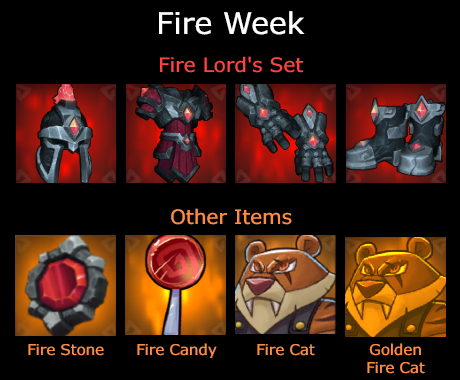 Fire Week
Fire Lord's Set
Other Items
Fire Stone
Fire Candy
Fire Cat
Golden
Fire Cat